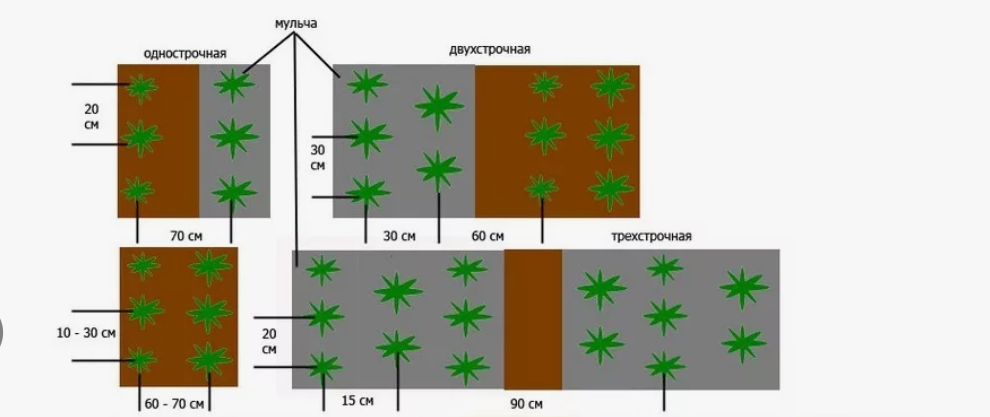 мульча
однострочная
двухстрочная
20
см
30
см
70 см
30 см
60 см
трехстрочная
10 - 30 см
20
см
60 - 70 см
15 см
90 см